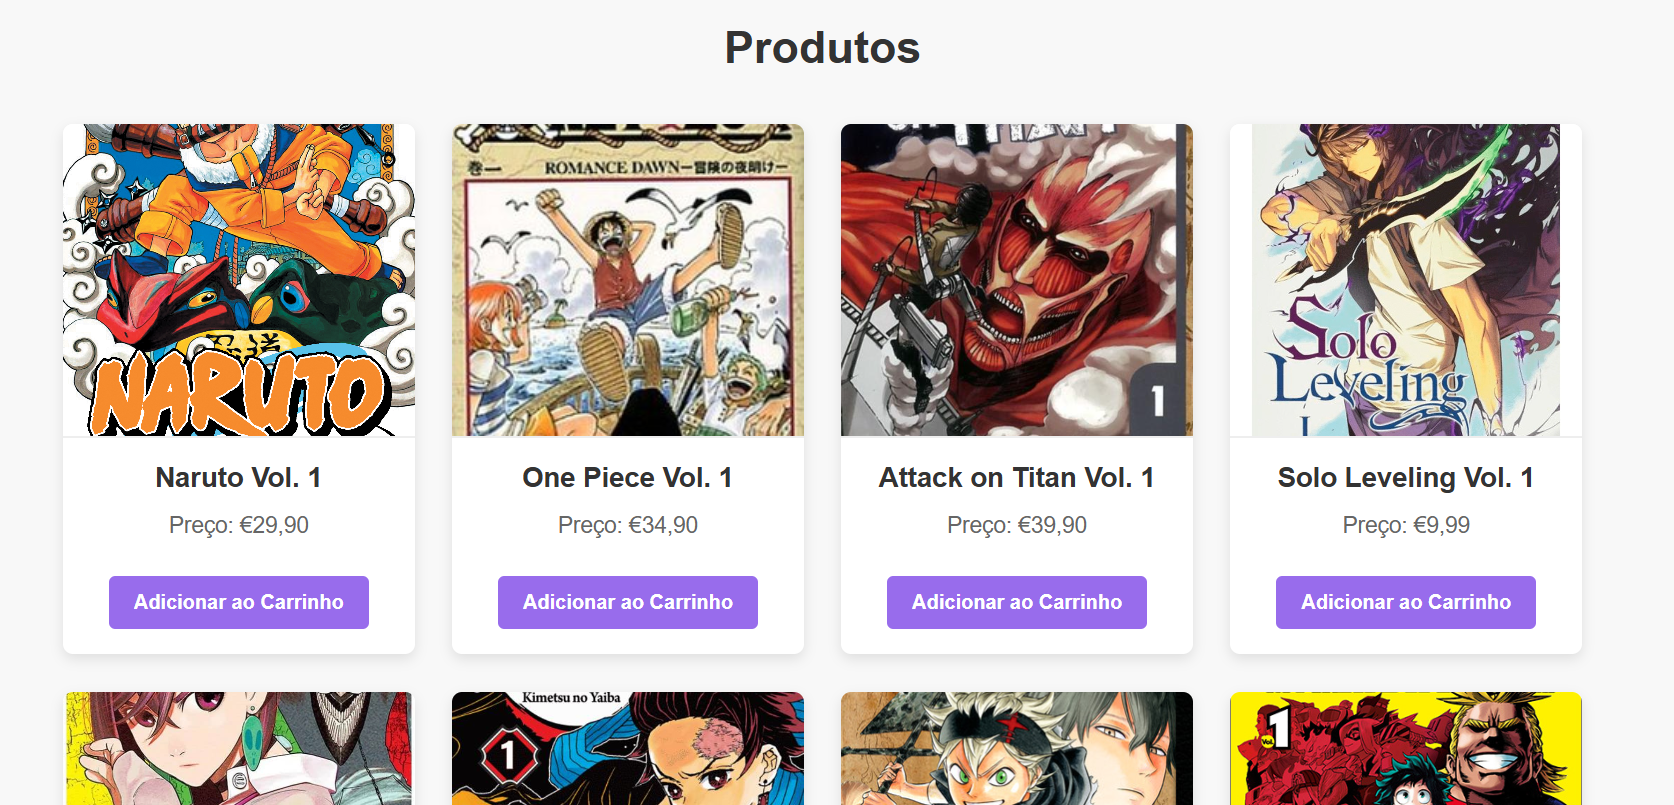 Produtos
巻一 ROMANCE DAWN—冒険の夜明け—
NARUTO
1
Solo
Leveling
Naruto Vol. 1
One Piece Vol. 1
Attack on Titan Vol. 1
Solo Leveling Vol. 1
Preço: €29,90
Preço: €34,90
Preço: €39,90
Preço: €9,99
Adicionar ao Carrinho
Adicionar ao Carrinho
Adicionar ao Carrinho
Adicionar ao Carrinho
Kimetsu no Yaiba
1
Vol. 1